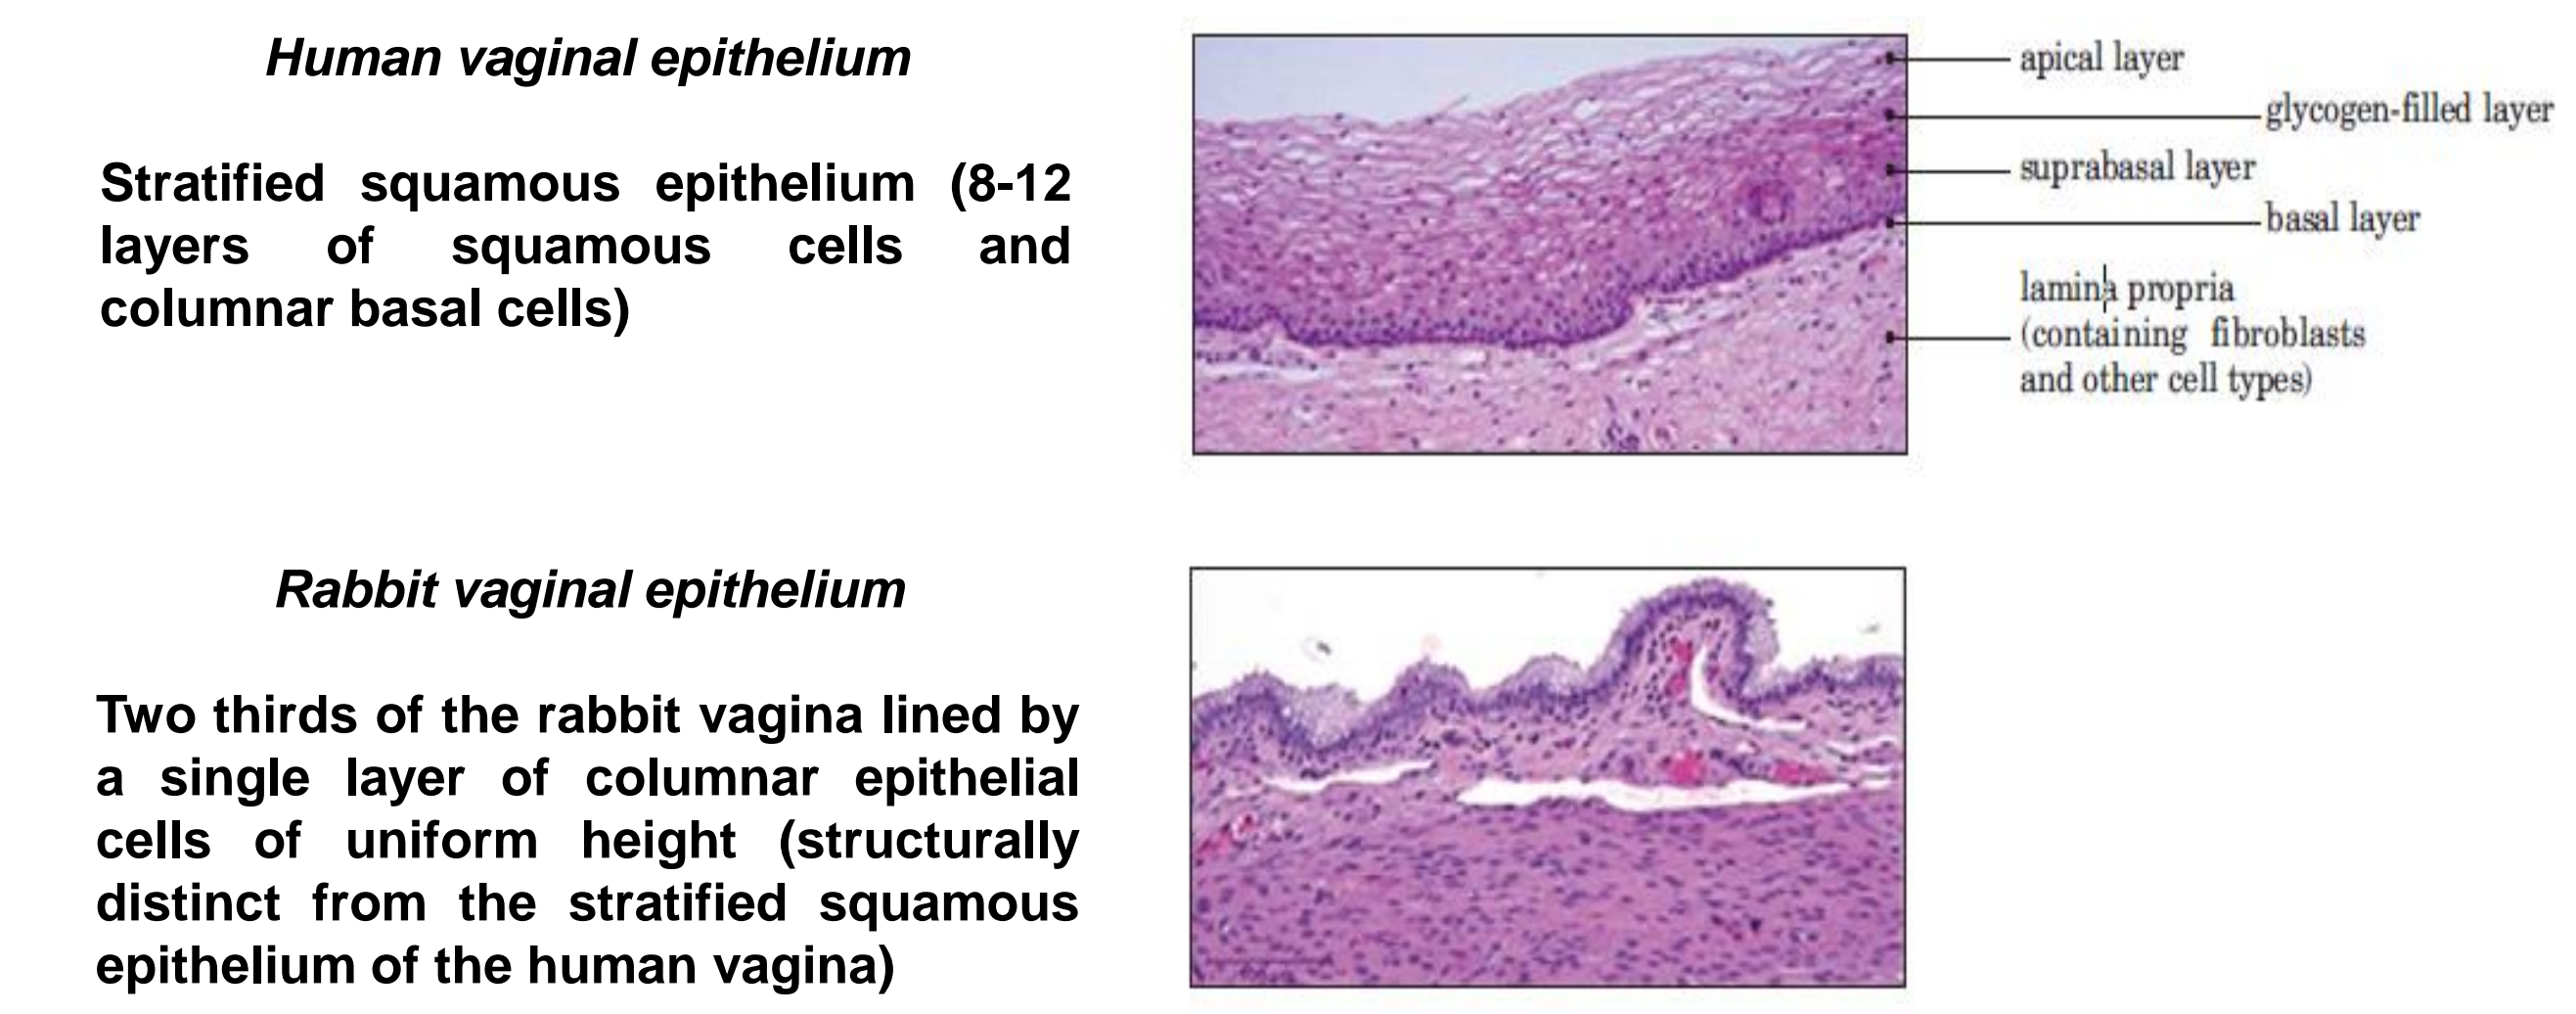 Human vaginal epithelium
Stratified squamous epithelium (8-12
layers of squamous cells and
columnar basal cells)
apical layer
glycogen-filled layer
suprabasal layer
basal layer
lamina propria
(containing fibroblasts
and other cell types)
Rabbit vaginal epithelium
Two thirds of the rabbit vagina lined by
a single layer of columnar epithelial
cells of uniform height (structurally
distinct from the stratified squamous
epithelium of the human vagina)